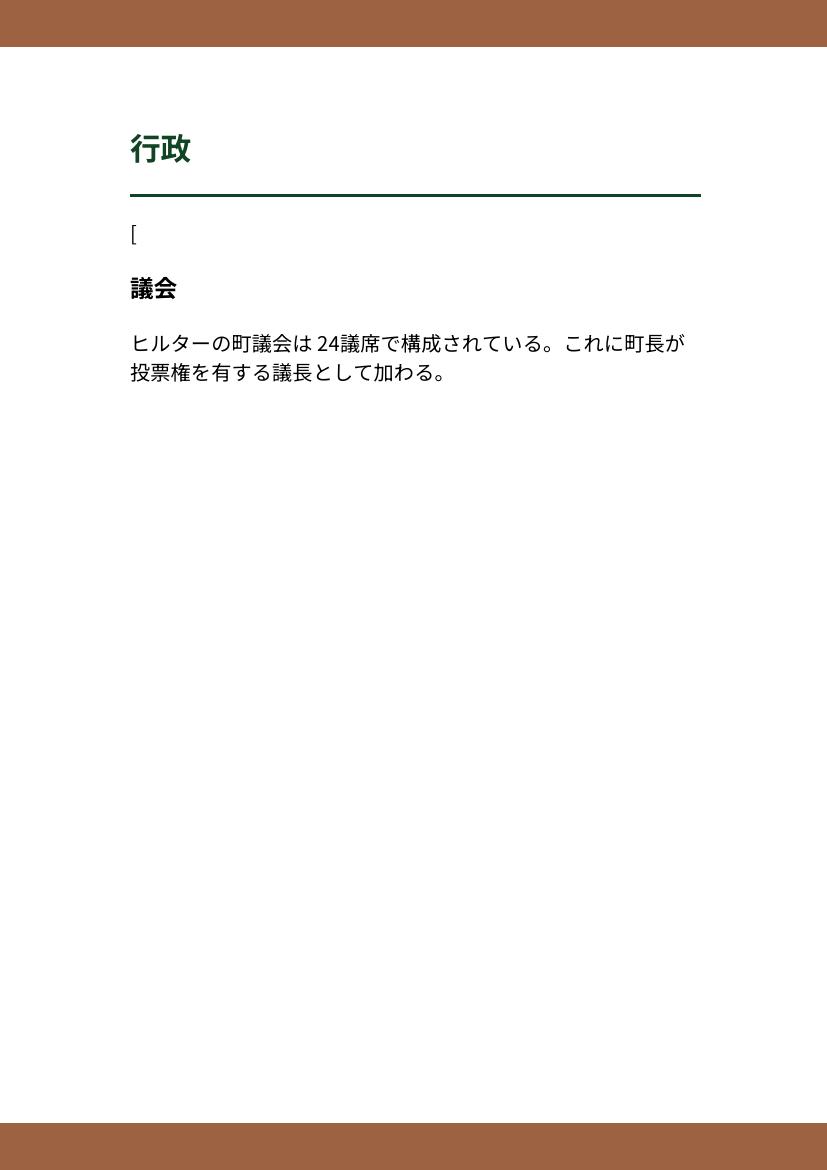 行政
[
議会
ヒルターの町議会は 24議席で構成されている。これに町長が
投票権を有する議長として加わる。